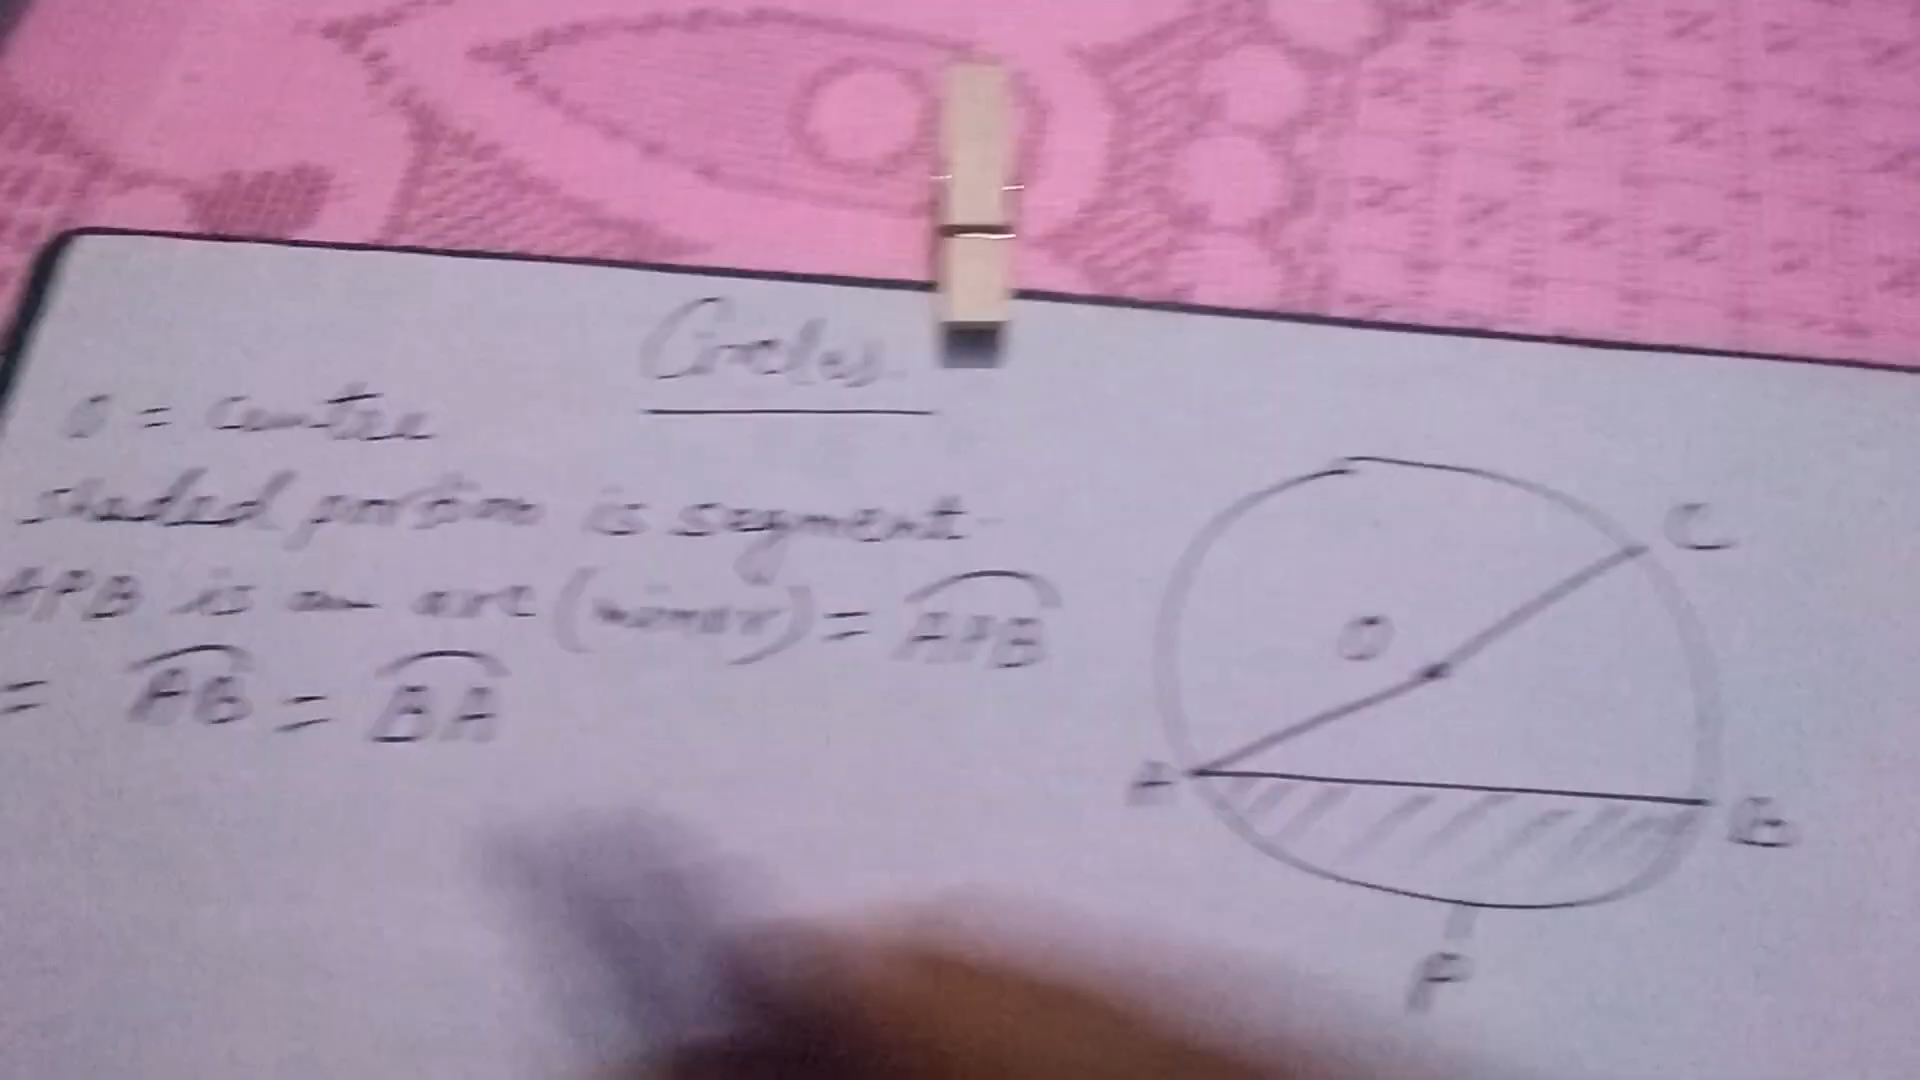 Circles
O = Centre
Shaded portion is segment
APB is an arc (minor) = APB
= AB = BA
C
O
A
B
P